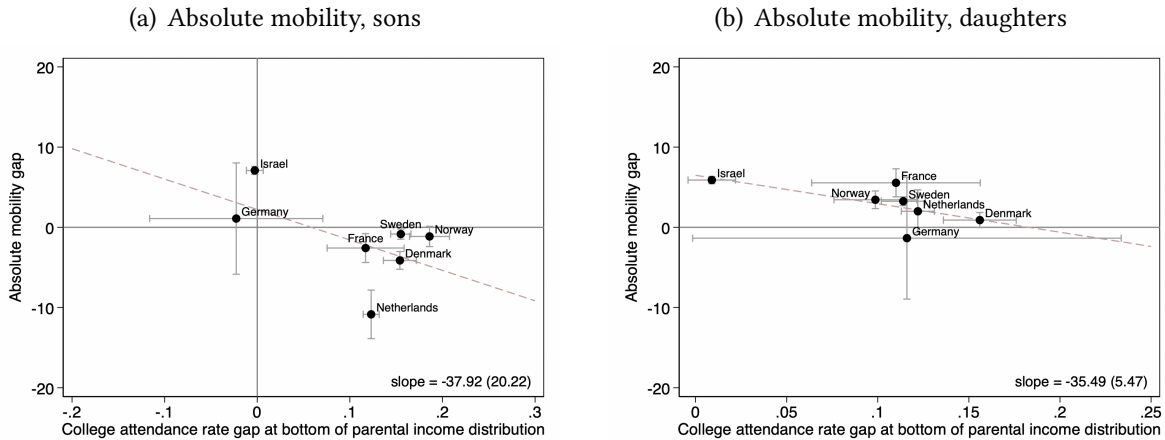 (a) Absolute mobility, sons
20
10
0
-10
-20
Absolute mobility gap
Israel
Germany
Sweden
Norway
France
Denmark
Netherlands
slope = -37.92 (20.22)
-.2 -.1 0 .1 .2 .3
College attendance rate gap at bottom of parental income distribution
(b) Absolute mobility, daughters
20
10
0
-10
-20
Absolute mobility gap
Israel
France
Norway
Sweden
Netherlands
Denmark
Germany
slope = -35.49 (5.47)
0 .05 .1 .15 .2 .25
College attendance rate gap at bottom of parental income distribution